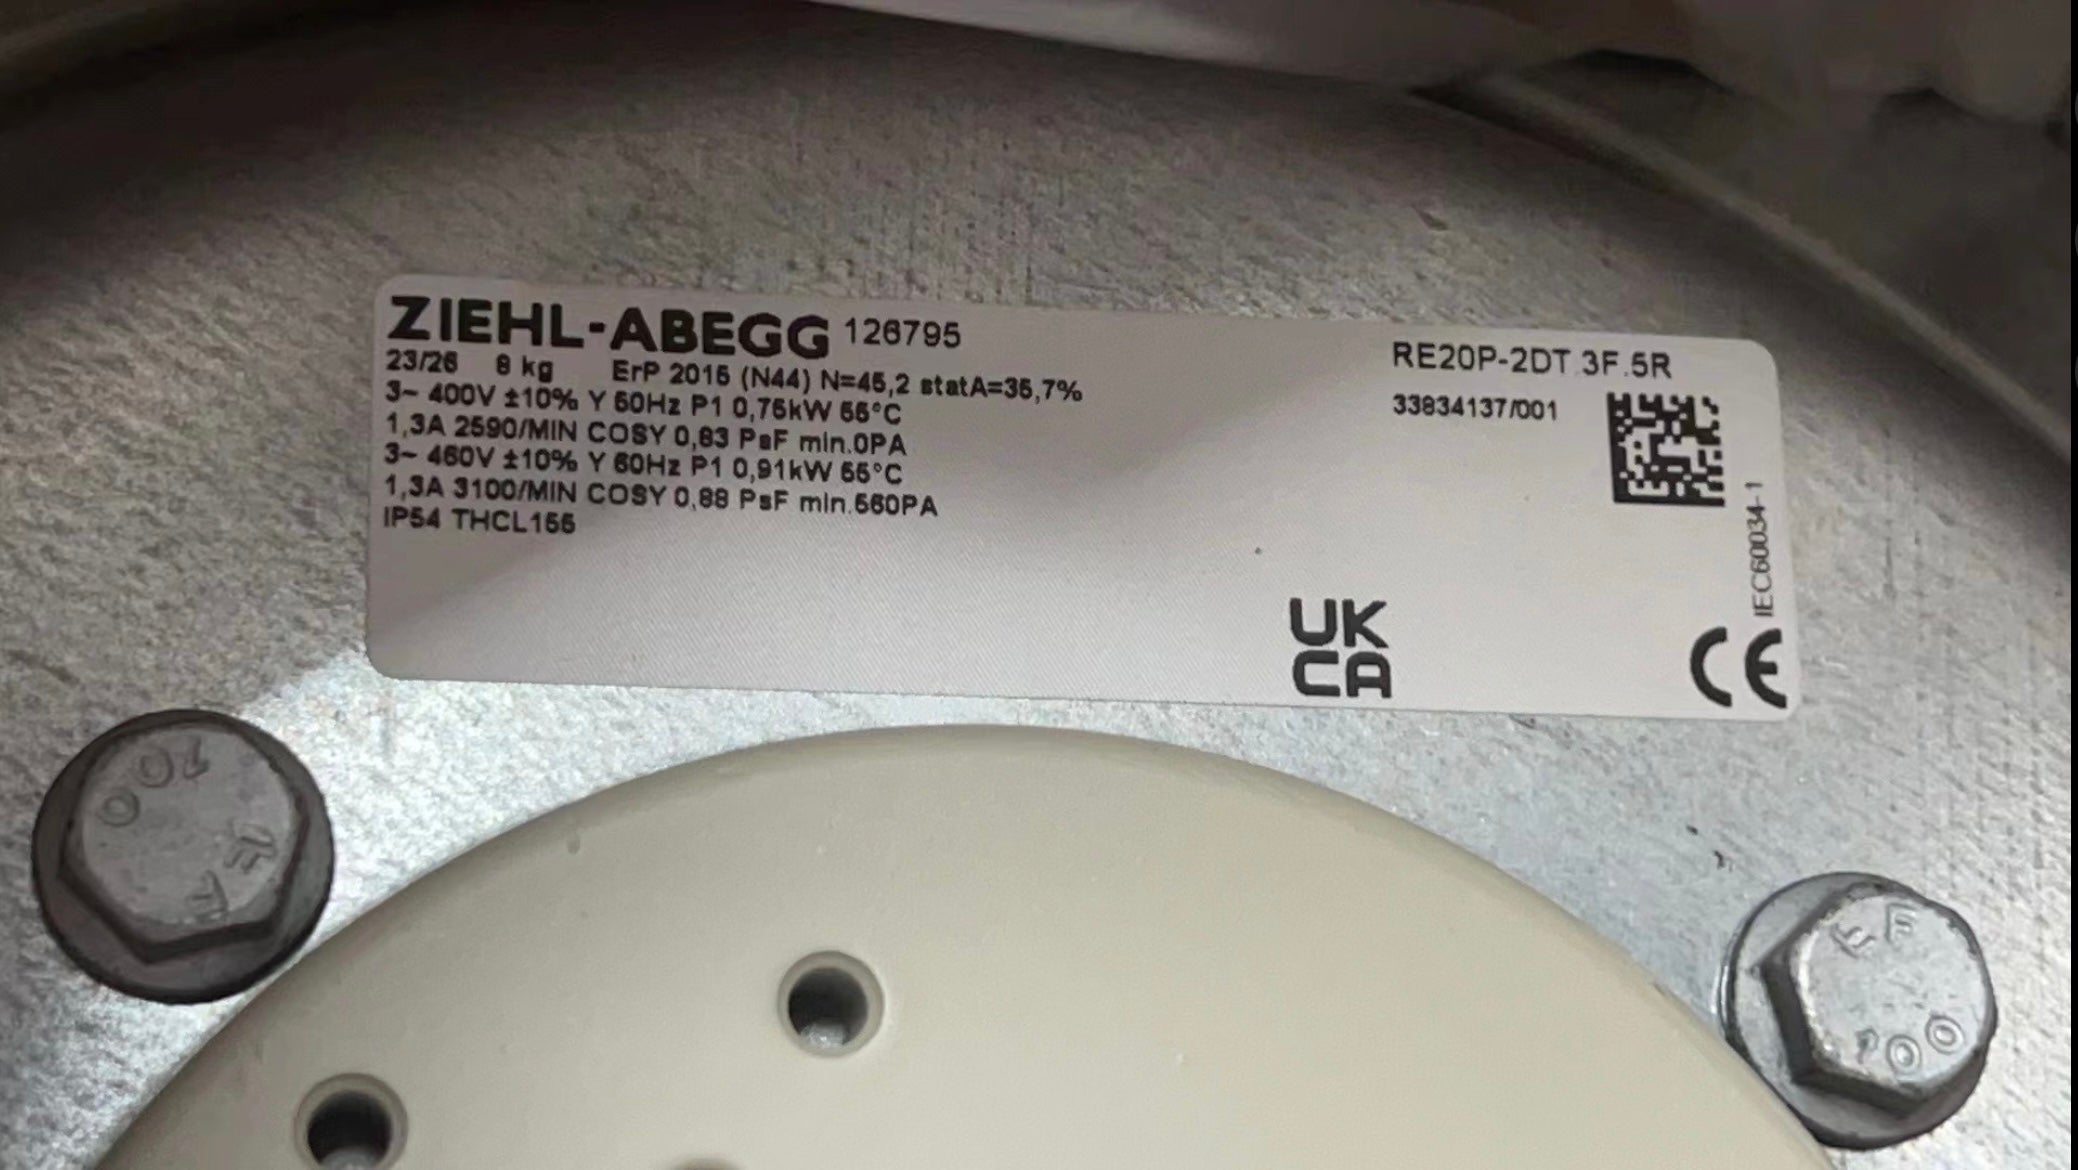 ZIEHL-ABEGG 126795
23/26 8 kg ErP 2015 (N44) N=45,2 statA=35,7%
3~ 400V ±10% Y 50Hz P1 0,75kW 55°C
1,3A 2590/MIN COSY 0,83 PsF min.0PA
3~ 460V ±10% Y 60Hz P1 0,91kW 55°C
1,3A 3100/MIN COSY 0,88 PsF min.560PA
IP54 THCL155
RE20P-2DT.3F.5R
33834137/001
IEC60034-1
UK
CA
CE
100
100